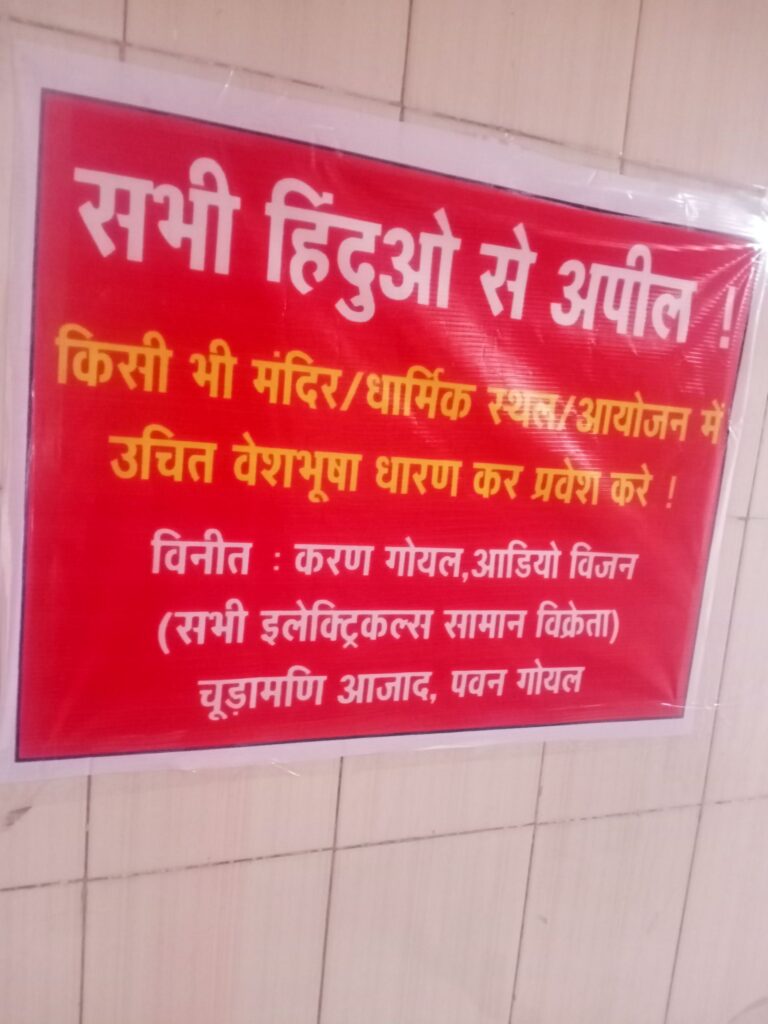 सभी हिंदुओ से अपील !
किसी भी मंदिर/धार्मिक स्थल/आयोजन में
उचित वेशभूषा धारण कर प्रवेश करे !
विनीत : करण गोयल,आडियो विजन
(सभी इलेक्ट्रिकल्स सामान विक्रेता)
चूड़ामणि आजाद, पवन गोयल